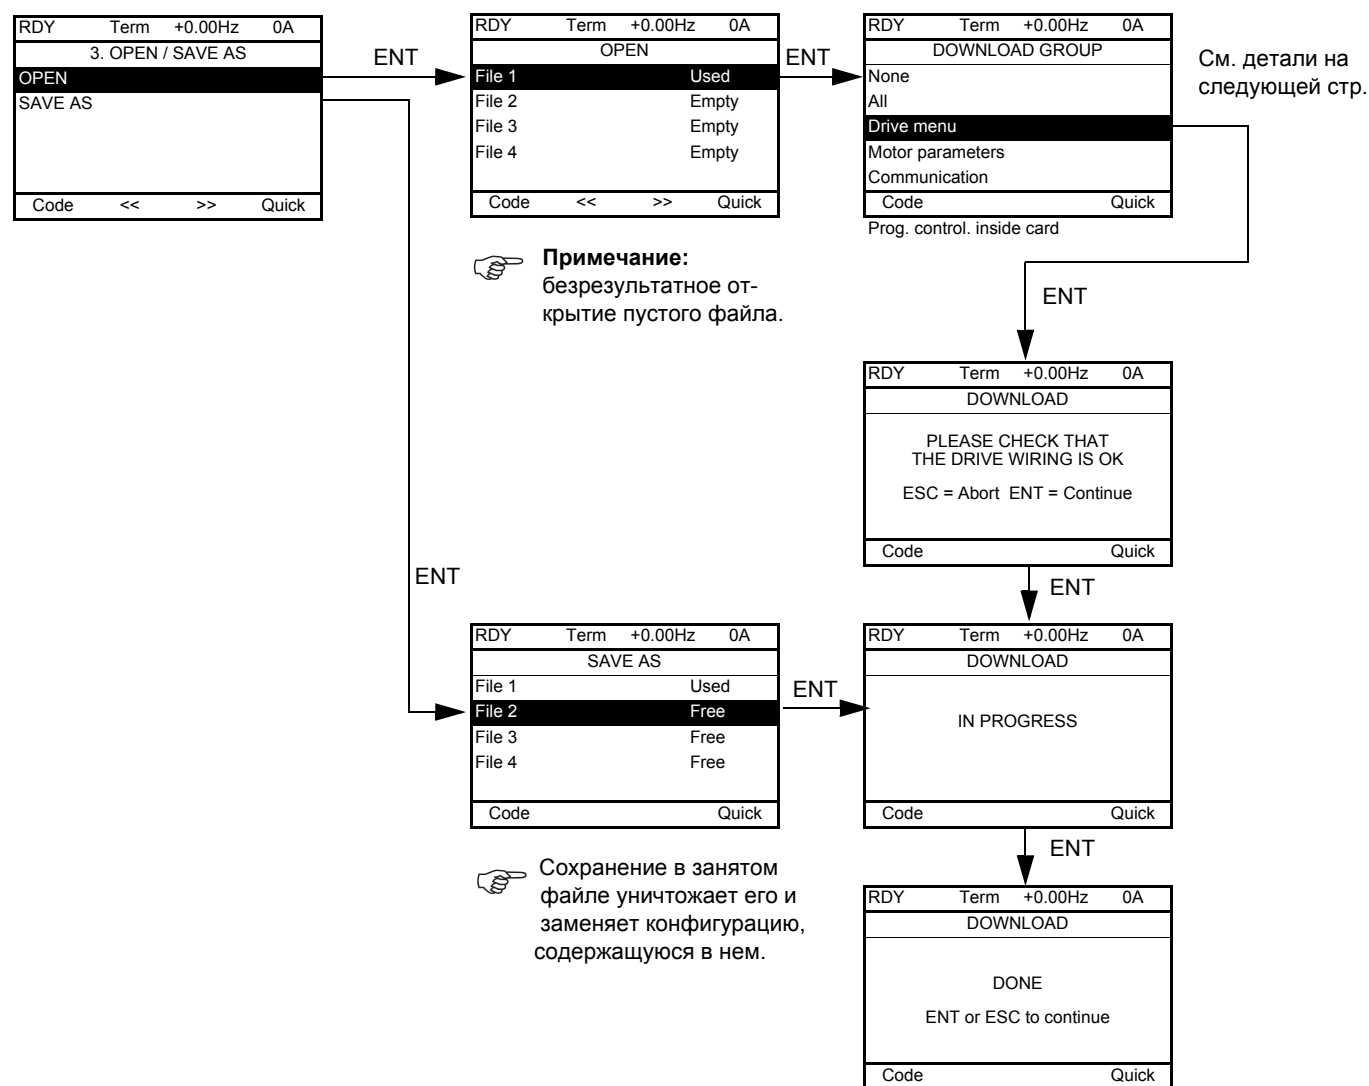 RDY Term +0.00Hz 0A
3. OPEN / SAVE AS
OPEN
SAVE AS
Code << >> Quick
ENT
RDY Term +0.00Hz 0A
OPEN
File 1 Used
File 2 Empty
File 3 Empty
File 4 Empty
Code << >> Quick
ENT
RDY Term +0.00Hz 0A
DOWNLOAD GROUP
None
All
Drive menu
Motor parameters
Communication
Code Quick
Prog. control. inside card
См. детали на
следующей стр.
Примечание:
безрезультатное от-
крытие пустого файла.
ENT
RDY Term +0.00Hz 0A
DOWNLOAD
PLEASE CHECK THAT
THE DRIVE WIRING IS OK
ESC = Abort ENT = Continue
Code Quick
ENT
ENT
RDY Term +0.00Hz 0A
SAVE AS
File 1 Used
File 2 Free
File 3 Free
File 4 Free
Code Quick
ENT
RDY Term +0.00Hz 0A
DOWNLOAD
IN PROGRESS
Code Quick
Сохранение в занятом
файле уничтожает его и
заменяет конфигурацию,
содержащуюся в нем.
ENT
RDY Term +0.00Hz 0A
DOWNLOAD
DONE
ENT or ESC to continue
Code Quick